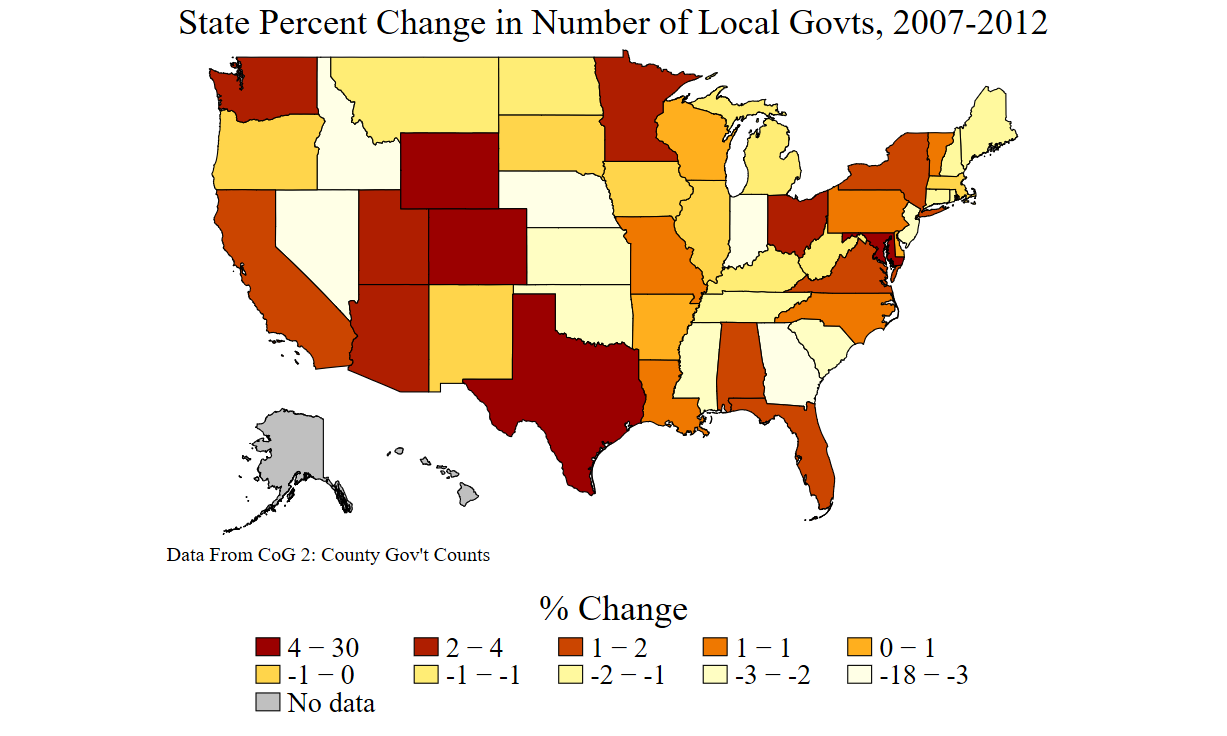 State Percent Change in Number of Local Govts, 2007-2012
Data From CoG 2: County Gov't Counts
% Change
4 − 30 2 − 4 1 − 2 1 − 1 0 − 1
-1 − 0 -1 − -1 -2 − -1 -3 − -2 -18 − -3
No data